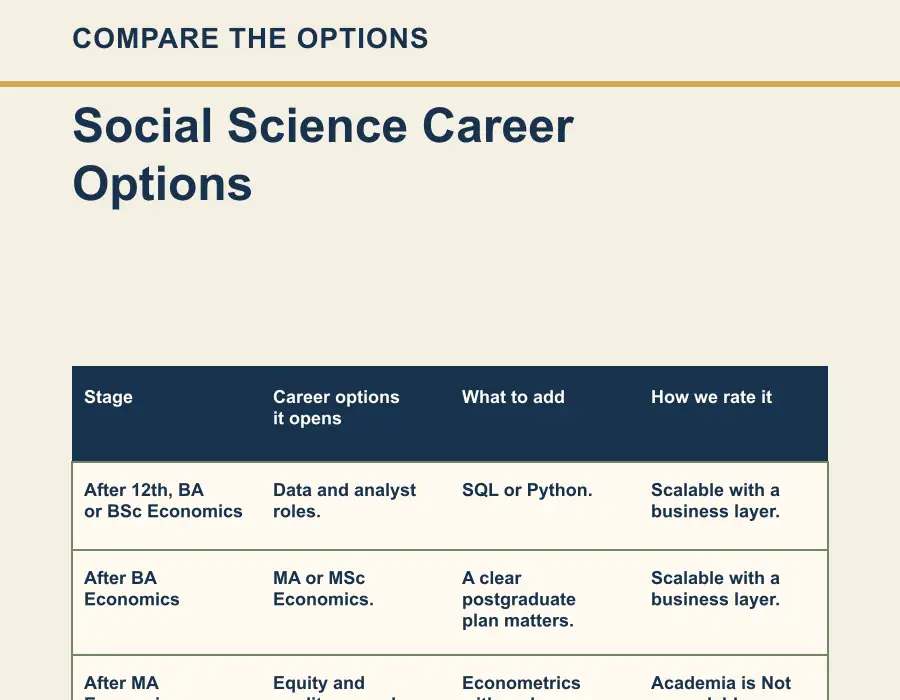 COMPARE THE OPTIONS
Social Science Career
Options
Stage
Career options
it opens
What to add
How we rate it
After 12th, BA
or BSc Economics
Data and analyst
roles.
SQL or Python.
Scalable with a
business layer.
After BA
Economics
MA or MSc
Economics.
A clear
postgraduate
plan matters.
Scalable with a
business layer.
After MA
Equity and
Econometrics
Academia is Not